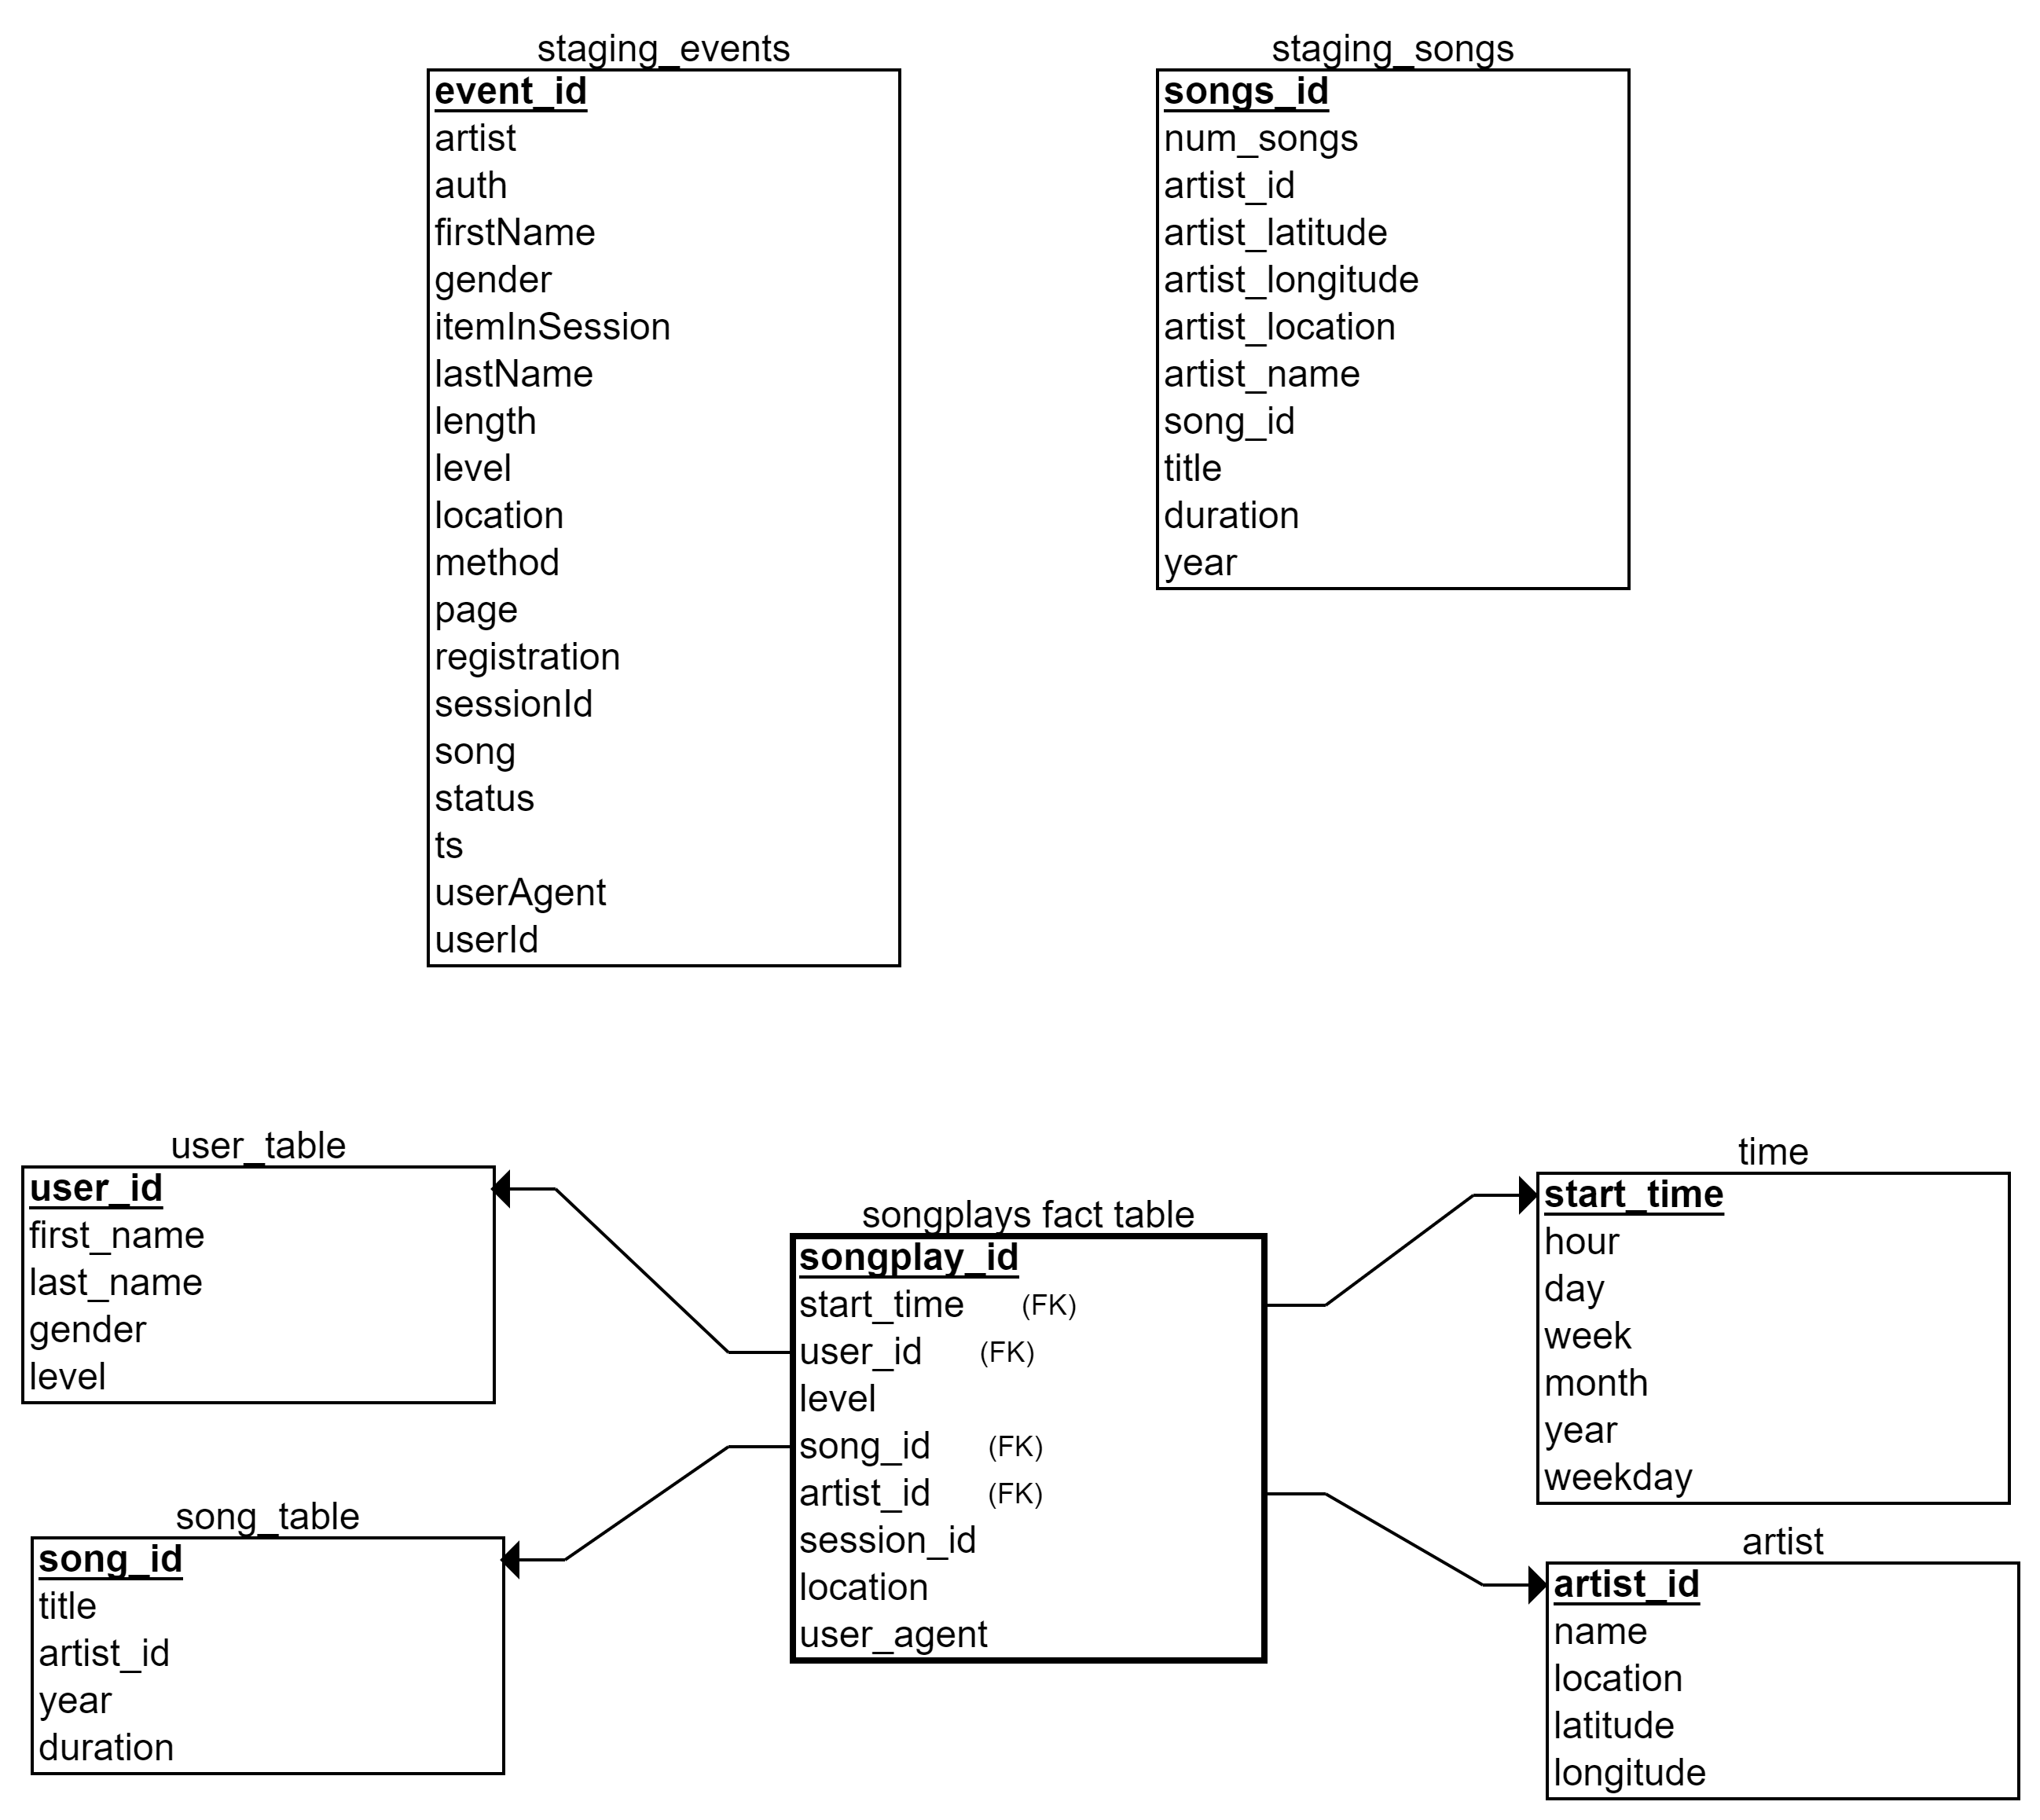 staging_events
event_id
artist
auth
firstName
gender
itemInSession
lastName
length
level
location
method
page
registration
sessionId
song
status
ts
userAgent
userId
staging_songs
songs_id
num_songs
artist_id
artist_latitude
artist_longitude
artist_location
artist_name
song_id
title
duration
year
user_table
user_id
first_name
last_name
gender
level
song_table
song_id
title
artist_id
year
duration
songplays fact table
songplay_id
start_time (FK)
user_id (FK)
level
song_id (FK)
artist_id (FK)
session_id
location
user_agent
time
start_time
hour
day
week
month
year
weekday
artist
artist_id
name
location
latitude
longitude